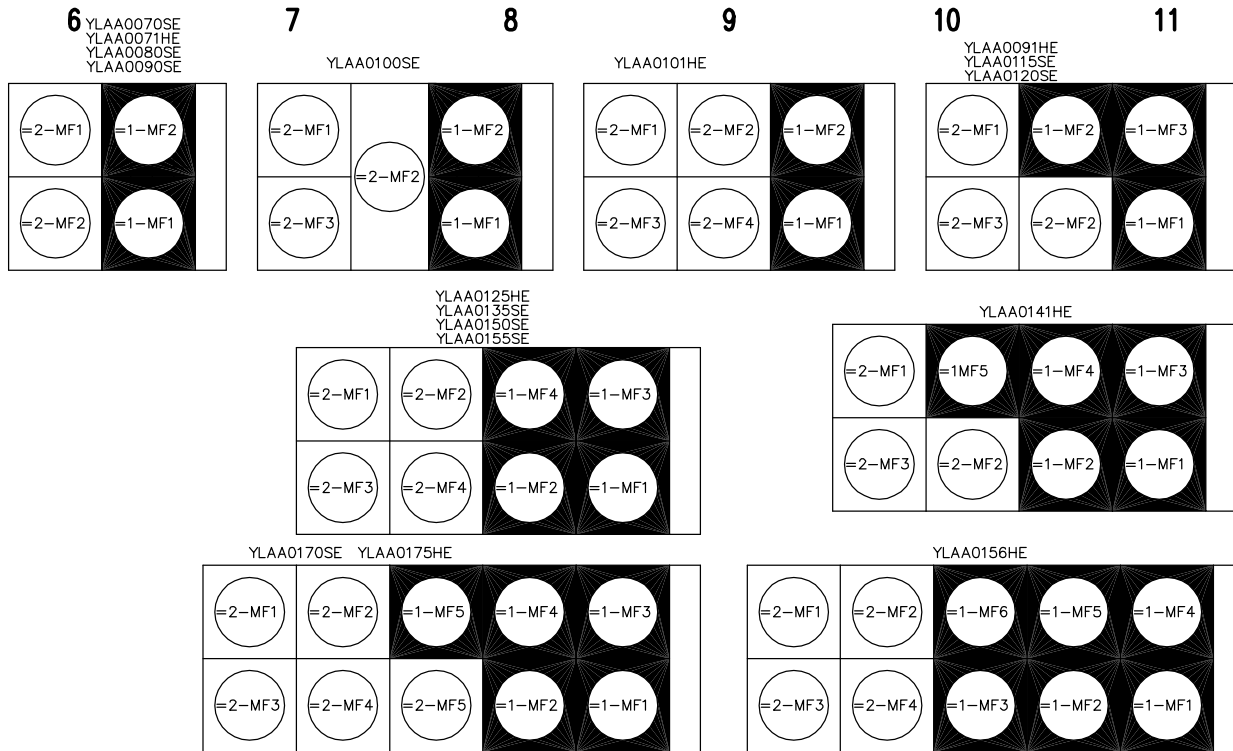 6 7 8 9 10 11
YLAA0070SE
YLAA0071HE
YLAA0080SE
YLAA0090SE
=2-MF1 =1-MF2
=2-MF2 =1-MF1
YLAA0100SE
=2-MF1 =1-MF2
=2-MF2
=2-MF3 =1-MF1
YLAA0101HE
=2-MF1 =2-MF2 =1-MF2
=2-MF3 =2-MF4 =1-MF1
YLAA0091HE
YLAA0115SE
YLAA0120SE
=2-MF1 =1-MF2 =1-MF3
=2-MF3 =2-MF2 =1-MF1
YLAA0125HE
YLAA0135SE
YLAA0150SE
YLAA0155SE
=2-MF1 =2-MF2 =1-MF4 =1-MF3
=2-MF3 =2-MF4 =1-MF2 =1-MF1
YLAA0141HE
=2-MF1 =1MF5 =1-MF4 =1-MF3
=2-MF3 =2-MF2 =1-MF2 =1-MF1
YLAA0170SE YLAA0175HE
=2-MF1 =2-MF2 =1-MF5 =1-MF4 =1-MF3
=2-MF3 =2-MF4 =2-MF5 =1-MF2 =1-MF1
YLAA0156HE
=2-MF1 =2-MF2 =1-MF6 =1-MF5 =1-MF4
=2-MF3 =2-MF4 =1-MF3 =1-MF2 =1-MF1